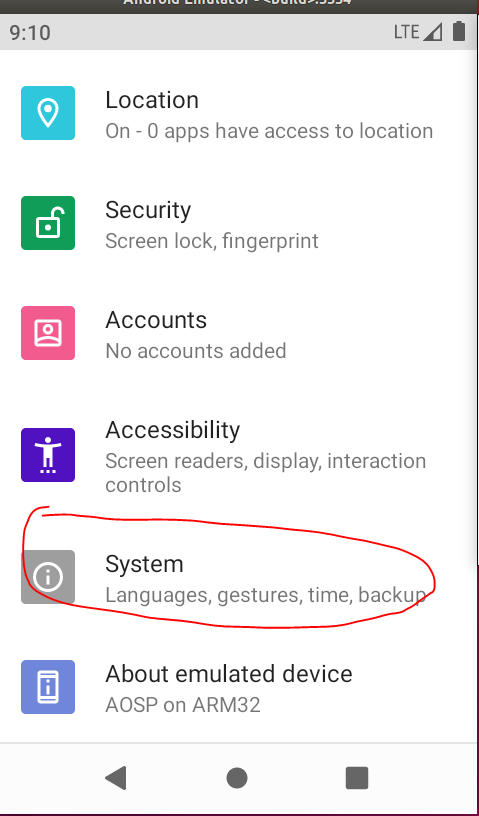 Android Emulator - <build>:5554
9:10
LTE
Location
On - 0 apps have access to location
Security
Screen lock, fingerprint
Accounts
No accounts added
Accessibility
Screen readers, display, interaction
controls
System
Languages, gestures, time, backup
About emulated device
AOSP on ARM32